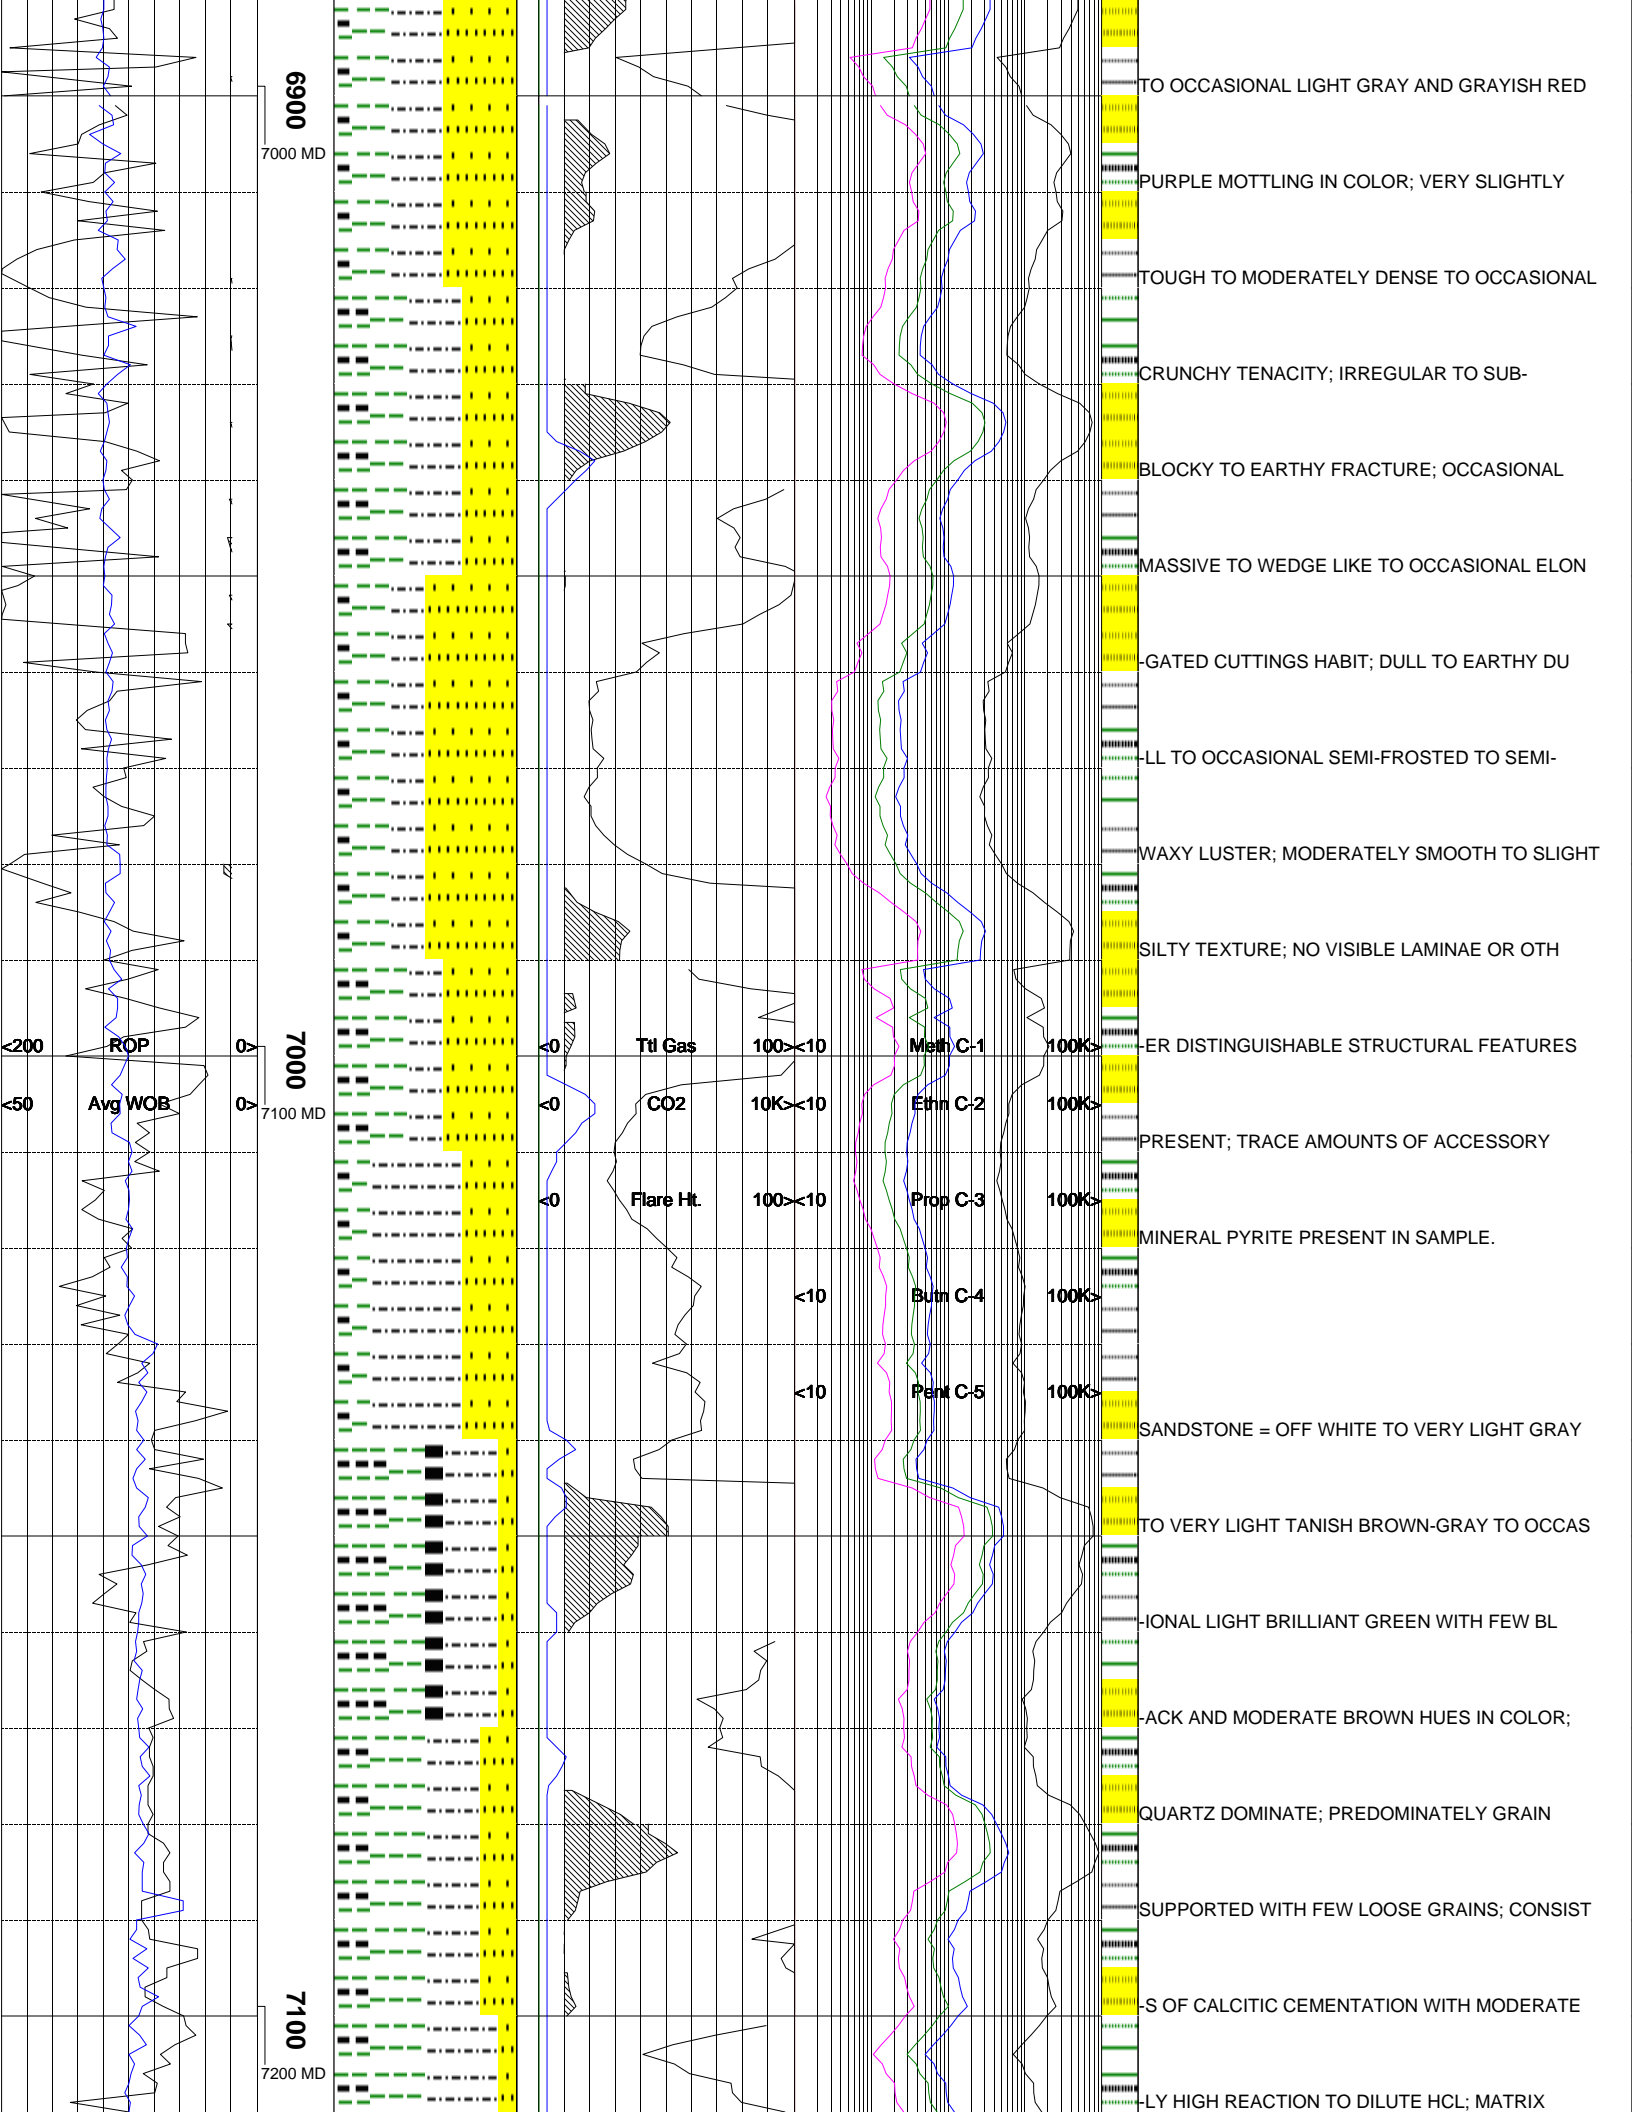 TO OCCASIONAL LIGHT GRAY AND GRAYISH RED
6900
7000 MD
PURPLE MOTTLING IN COLOR; VERY SLIGHTLY
TOUGH TO MODERATELY DENSE TO OCCASIONAL
CRUNCHY TENACITY; IRREGULAR TO SUB-
BLOCKY TO EARTHY FRACTURE; OCCASIONAL
MASSIVE TO WEDGE LIKE TO OCCASIONAL ELON
-GATED CUTTINGS HABIT; DULL TO EARTHY DU
-LL TO OCCASIONAL SEMI-FROSTED TO SEMI-
WAXY LUSTER; MODERATELY SMOOTH TO SLIGHT
SILTY TEXTURE; NO VISIBLE LAMINAE OR OTH
<200 ROP 0> 7000 <0 Ttl Gas 100> <10 Meth C-1 100K> -ER DISTINGUISHABLE STRUCTURAL FEATURES
<50 Avg WOB 0> 7100 MD <0 CO2 10K> <10 Ethn C-2 100K>
PRESENT; TRACE AMOUNTS OF ACCESSORY
<0 Flare Ht. 100> <10 Prop C-3 100K>
MINERAL PYRITE PRESENT IN SAMPLE.
<10 Butn C-4 100K>
<10 Pent C-5 100K>
SANDSTONE = OFF WHITE TO VERY LIGHT GRAY
TO VERY LIGHT TANISH BROWN-GRAY TO OCCAS
-IONAL LIGHT BRILLIANT GREEN WITH FEW BL
-ACK AND MODERATE BROWN HUES IN COLOR;
QUARTZ DOMINATE; PREDOMINATELY GRAIN
SUPPORTED WITH FEW LOOSE GRAINS; CONSIST
7100
-S OF CALCITIC CEMENTATION WITH MODERATE
7200 MD
-LY HIGH REACTION TO DILUTE HCL; MATRIX